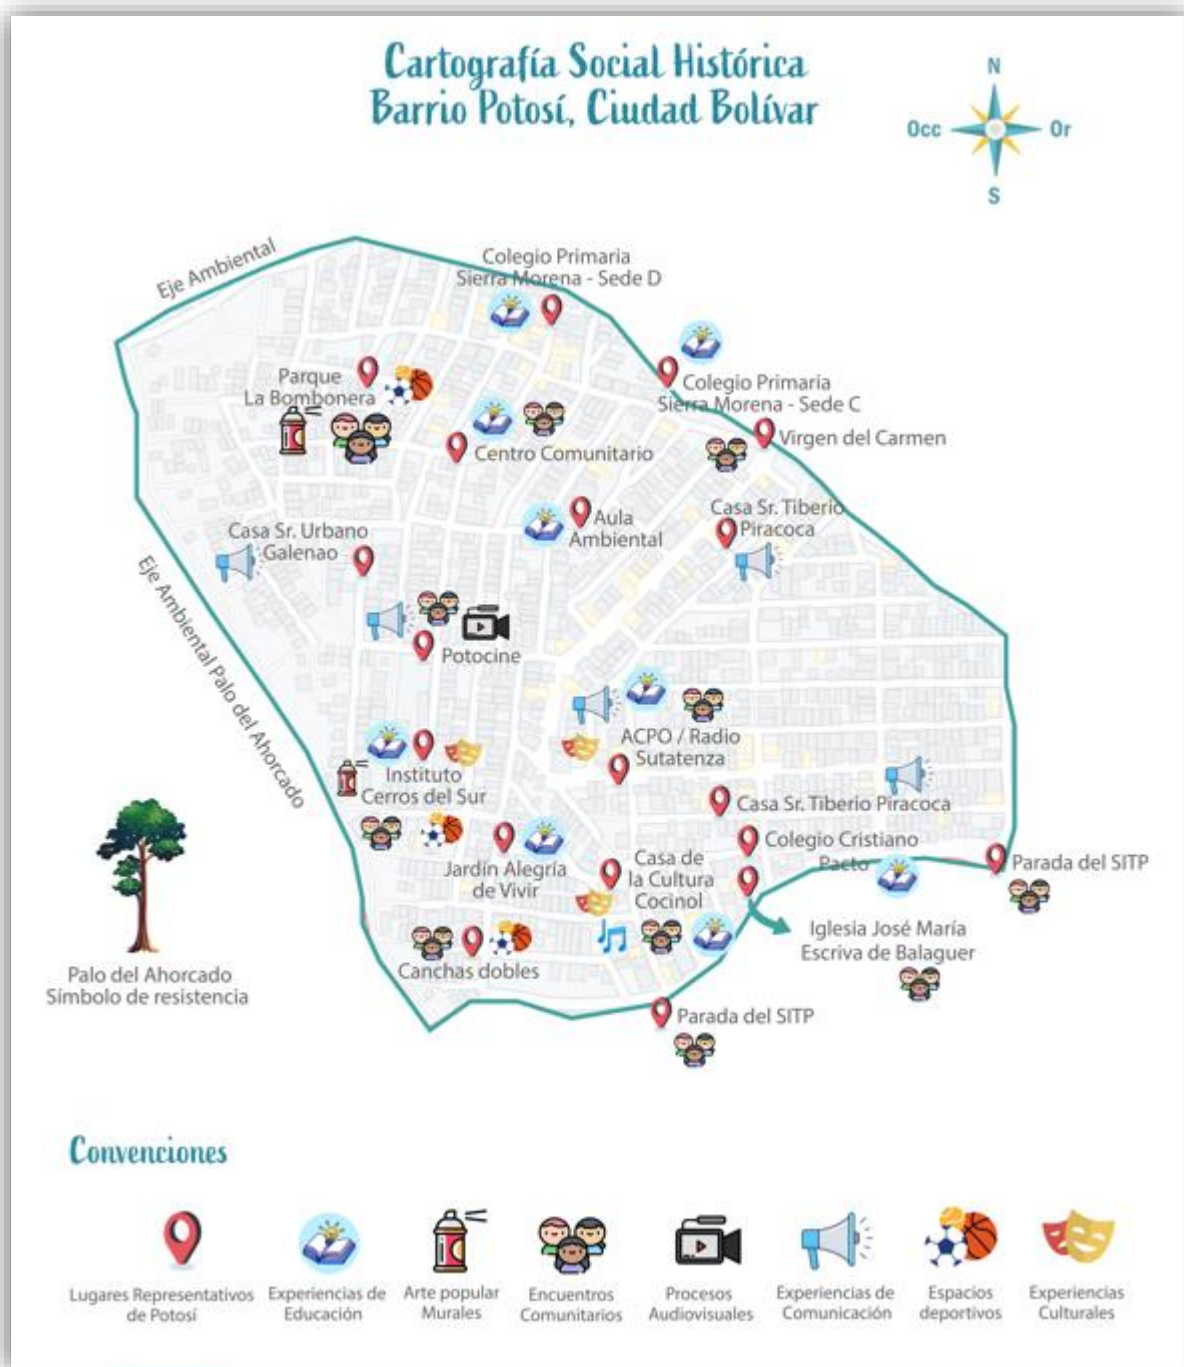 Cartografía Social Histórica
Barrio Potosí, Ciudad Bolívar
N
Occ
Or
S
Eje Ambiental
Colegio Primaria
Sierra Morena - Sede D
Parque
La Bombonera
Colegio Primaria
Sierra Morena - Sede C
Centro Comunitario
Virgen del Carmen
Aula
Ambiental
Casa Sr. Tiberio
Piracoca
Casa Sr. Urbano
Galenao
Eje Ambiental Palo del Ahorcado
Potocine
ACPO / Radio
Sutatenza
Instituto
Cerros del Sur
Casa Sr. Tiberio Piracoca
Colegio Cristiano
Pacto
Jardín Alegría
de Vivir
Casa de
la Cultura
Cocinol
Parada del SITP
Iglesia José María
Escriva de Balaguer
Canchas dobles
Palo del Ahorcado
Símbolo de resistencia
Parada del SITP
Convenciones
Lugares Representativos
de Potosí
Experiencias de
Educación
Arte popular
Murales
Encuentros
Comunitarios
Procesos
Audiovisuales
Experiencias de
Comunicación
Espacios
deportivos
Experiencias
Culturales